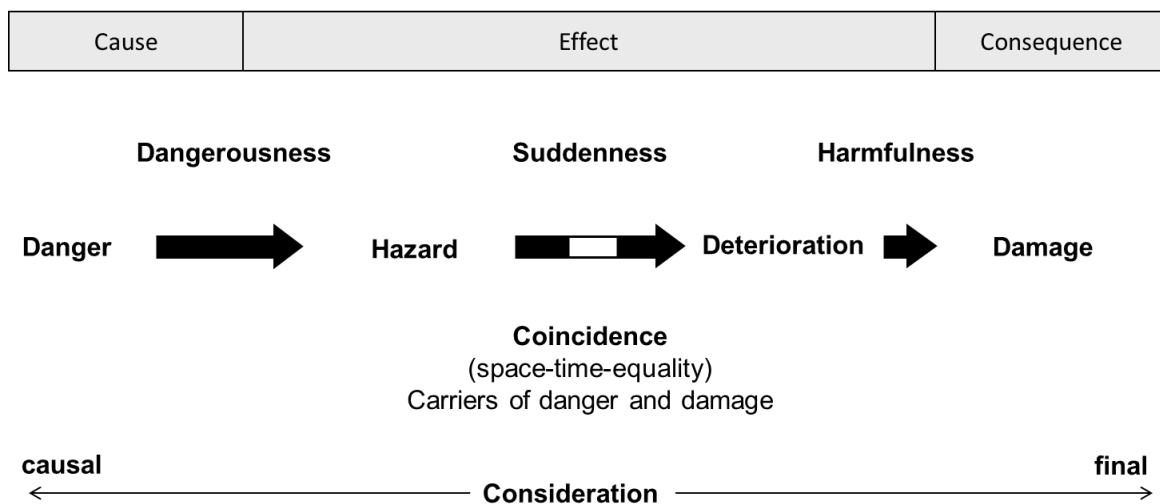 Cause
Effect
Consequence
Dangerousness
Suddenness
Harmfulness
Danger
Hazard
Deterioration
Damage
Coincidence
(space-time-equality)
Carriers of danger and damage
causal
final
Consideration